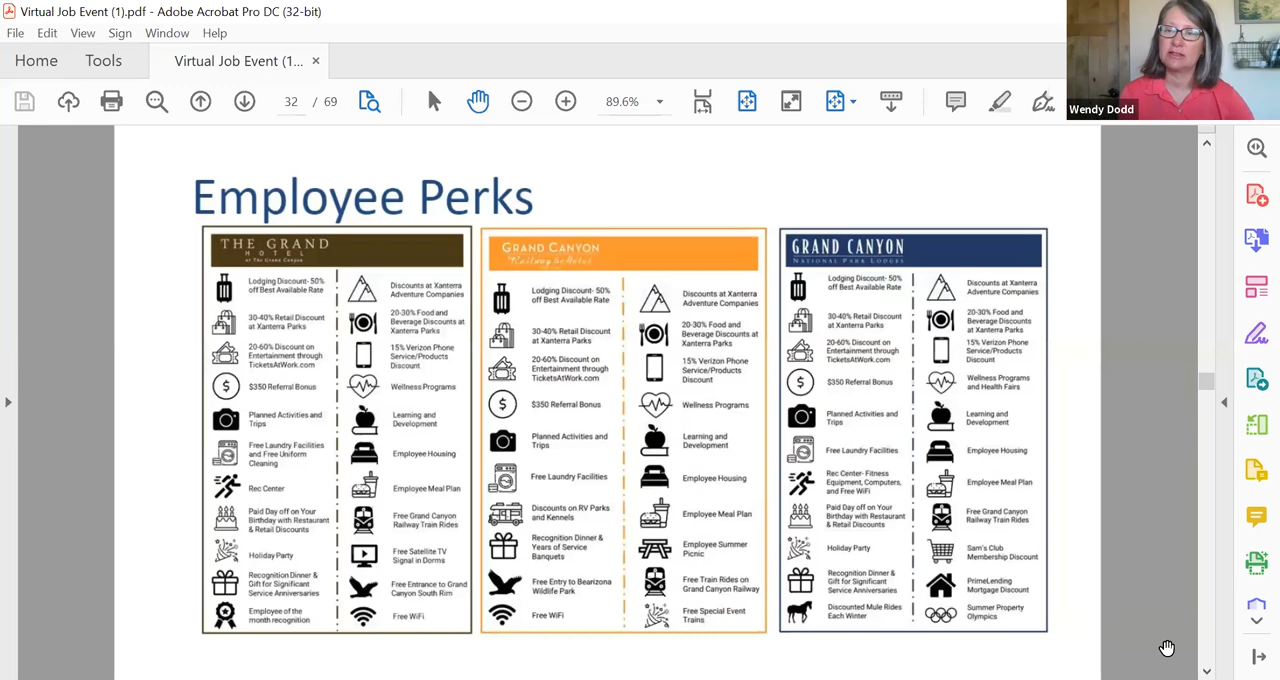 Virtual Job Event (1).pdf - Adobe Acrobat Pro DC (32-bit)
File Edit View Sign Window Help
Home Tools Virtual Job Event (1... ×
32 / 69 89.6%
Wendy Dodd
Employee Perks
THE GRAND
HOTEL
at The Grand Canyon
Lodging Discount- 50%
off Best Available Rate
30-40% Retail Discount
at Xanterra Parks
20-60% Discount on
Entertainment through
TicketsAtWork.com
$350 Referral Bonus
Planned Activities and
Trips
Free Laundry Facilities
and Free Uniform
Cleaning
Rec Center
Paid Day off on Your
Birthday with Restaurant
& Retail Discounts
Holiday Party
Recognition Dinner &
Gift for Significant
Service Anniversaries
Employee of the
month recognition
Discounts at Xanterra
Adventure Companies
20-30% Food and
Beverage Discounts at
Xanterra Parks
15% Verizon Phone
Service/Products
Discount
Wellness Programs
Learning and
Development
Employee Housing
Employee Meal Plan
Free Grand Canyon
Railway Train Rides
Free Satellite TV
Signal in Dorms
Free Entrance to Grand
Canyon South Rim
Free WiFi
GRAND CANYON
Railway & Hotel
Lodging Discount- 50%
off Best Available Rate
30-40% Retail Discount
at Xanterra Parks
20-60% Discount on
Entertainment through
TicketsAtWork.com
$350 Referral Bonus
Planned Activities and
Trips
Free Laundry Facilities
Discounts on RV Parks
and Kennels
Recognition Dinner &
Years of Service
Banquets
Free Entry to Bearizona
Wildlife Park
Free WiFi
Discounts at Xanterra
Adventure Companies
20-30% Food and
Beverage Discounts at
Xanterra Parks
15% Verizon Phone
Service/Products
Discount
Wellness Programs
Learning and
Development
Employee Housing
Employee Meal Plan
Employee Summer
Picnic
Free Train Rides on
Grand Canyon Railway
Free Special Event
Trains
GRAND CANYON
NATIONAL PARK LODGES
Lodging Discount- 50%
off Best Available Rate
30-40% Retail Discount
at Xanterra Parks
20-60% Discount on
Entertainment through
TicketsAtWork.com
$350 Referral Bonus
Planned Activities and
Trips
Free Laundry Facilities
Rec Center- Fitness
Equipment, Computers,
and Free WiFi
Paid Day off on Your
Birthday with Restaurant
& Retail Discounts
Holiday Party
Recognition Dinner &
Gift for Significant
Service Anniversaries
Discounted Mule Rides
Each Winter
Discounts at Xanterra
Adventure Companies
20-30% Food and
Beverage Discounts at
Xanterra Parks
15% Verizon Phone
Service/Products
Discount
Wellness Programs
and Health Fairs
Learning and
Development
Employee Housing
Employee Meal Plan
Free Grand Canyon
Railway Train Rides
Sam's Club
Membership Discount
PrimeLending
Mortgage Discount
Summer Property
Olympics